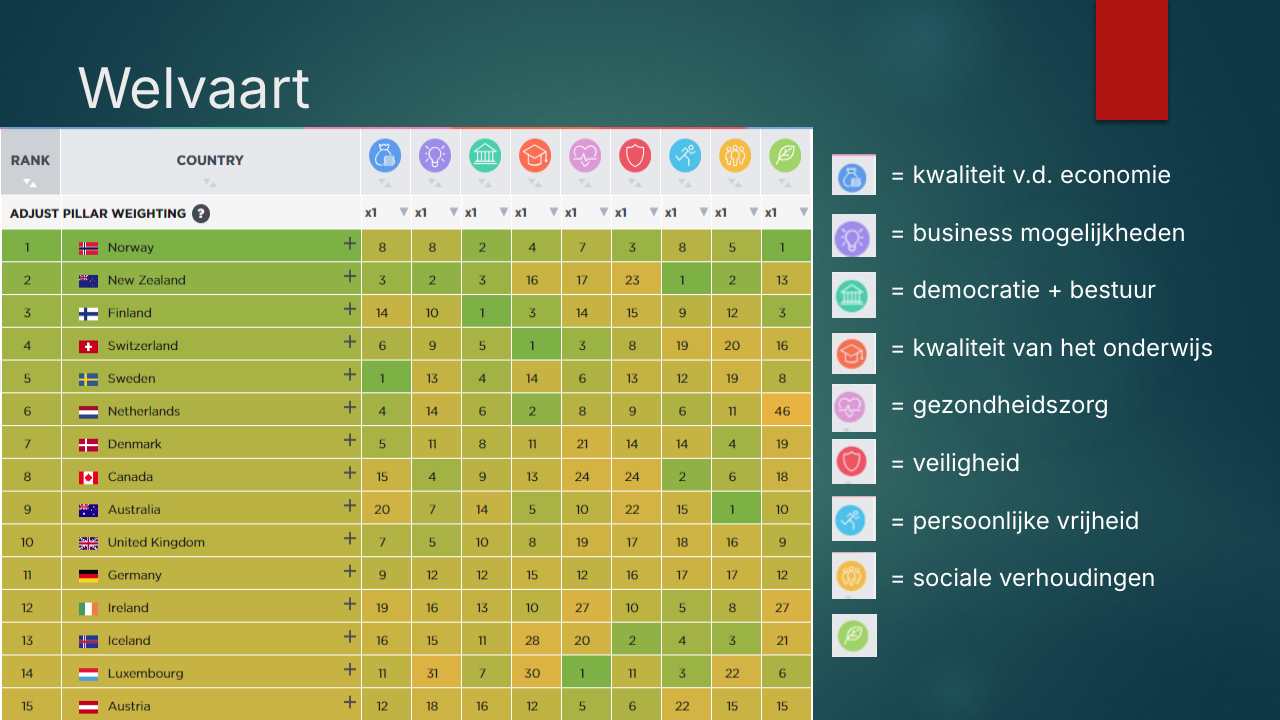 Welvaart
RANK COUNTRY
ADJUST PILLAR WEIGHTING ? x1 x1 x1 x1 x1 x1 x1 x1 x1
1 Norway + 8 8 2 4 7 3 8 5 1
2 New Zealand + 3 2 3 16 17 23 1 2 13
3 Finland + 14 10 1 3 14 15 9 12 3
4 Switzerland + 6 9 5 1 3 8 19 20 16
5 Sweden + 1 13 4 14 6 13 12 19 8
6 Netherlands + 4 14 6 2 8 9 6 11 46
7 Denmark + 5 11 8 11 21 14 14 4 19
8 Canada + 15 4 9 13 24 24 2 6 18
9 Australia + 20 7 14 5 10 22 15 1 10
10 United Kingdom + 7 5 10 8 19 17 18 16 9
11 Germany + 9 12 12 15 12 16 17 17 12
12 Ireland + 19 16 13 10 27 10 5 8 27
13 Iceland + 16 15 11 28 20 2 4 3 21
14 Luxembourg + 11 31 7 30 1 11 3 22 6
15 Austria + 12 18 16 12 5 6 22 15 15
= kwaliteit v.d. economie
= business mogelijkheden
= democratie + bestuur
= kwaliteit van het onderwijs
= gezondheidszorg
= veiligheid
= persoonlijke vrijheid
= sociale verhoudingen